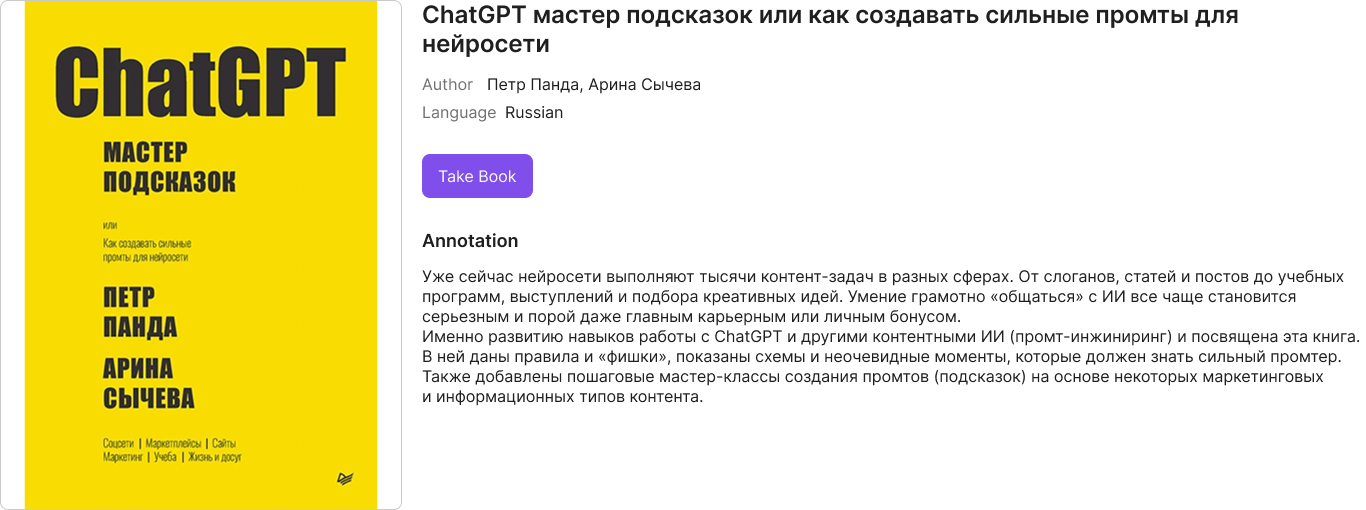 ChatGPT
МАСТЕР
ПОДСКАЗОК
или
Как создавать сильные
промты для нейросети
ПЕТР
ПАНДА
АРИНА
СЫЧЕВА
Соцсети | Маркетплейсы | Сайты
Маркетинг | Учеба | Жизнь и досуг
ChatGPT мастер подсказок или как создавать сильные промты для
нейросети
Author Петр Панда, Арина Сычева
Language Russian
Take Book
Annotation
Уже сейчас нейросети выполняют тысячи контент-задач в разных сферах. От слоганов, статей и постов до учебных
программ, выступлений и подбора креативных идей. Умение грамотно «общаться» с ИИ все чаще становится
серьезным и порой даже главным карьерным или личным бонусом.
Именно развитию навыков работы с ChatGPT и другими контентными ИИ (промт-инжиниринг) и посвящена эта книга.
В ней даны правила и «фишки», показаны схемы и неочевидные моменты, которые должен знать сильный промтер.
Также добавлены пошаговые мастер-классы создания промтов (подсказок) на основе некоторых маркетинговых
и информационных типов контента.